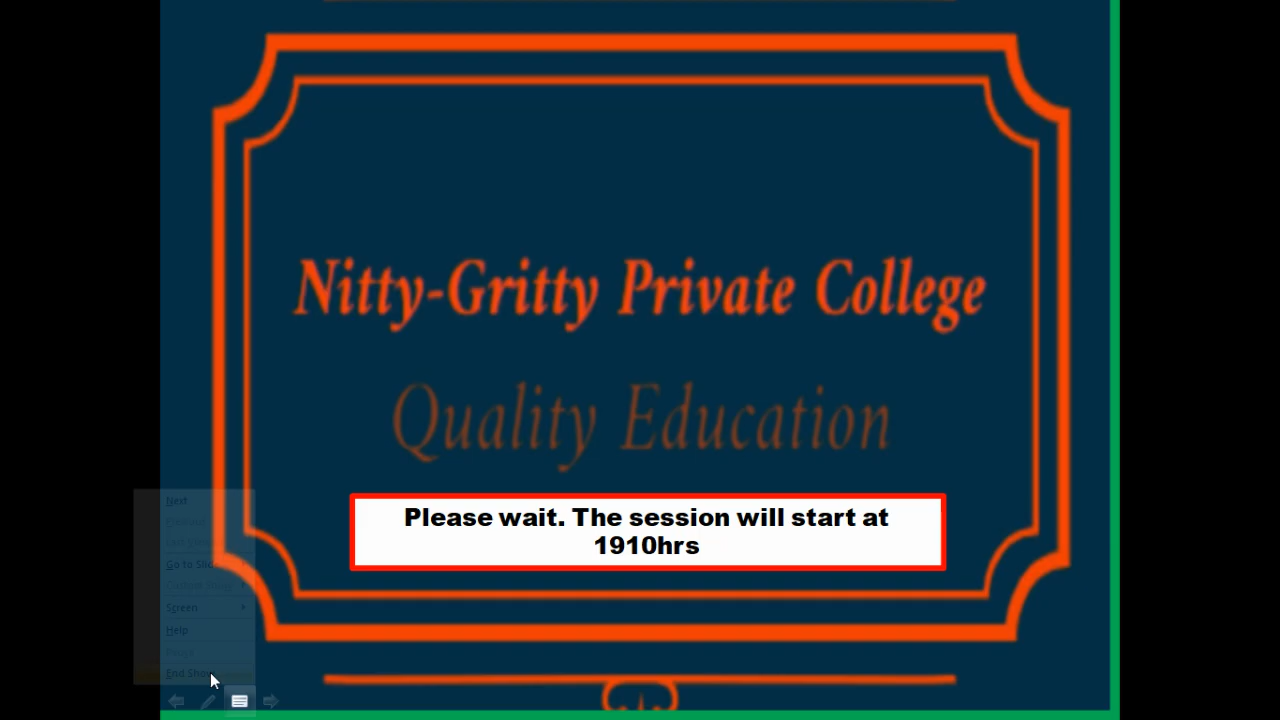 Nitty-Gritty Private College
Quality Education
Please wait. The session will start at
1910hrs
Next
Go to Slide
Screen
Help
End Show